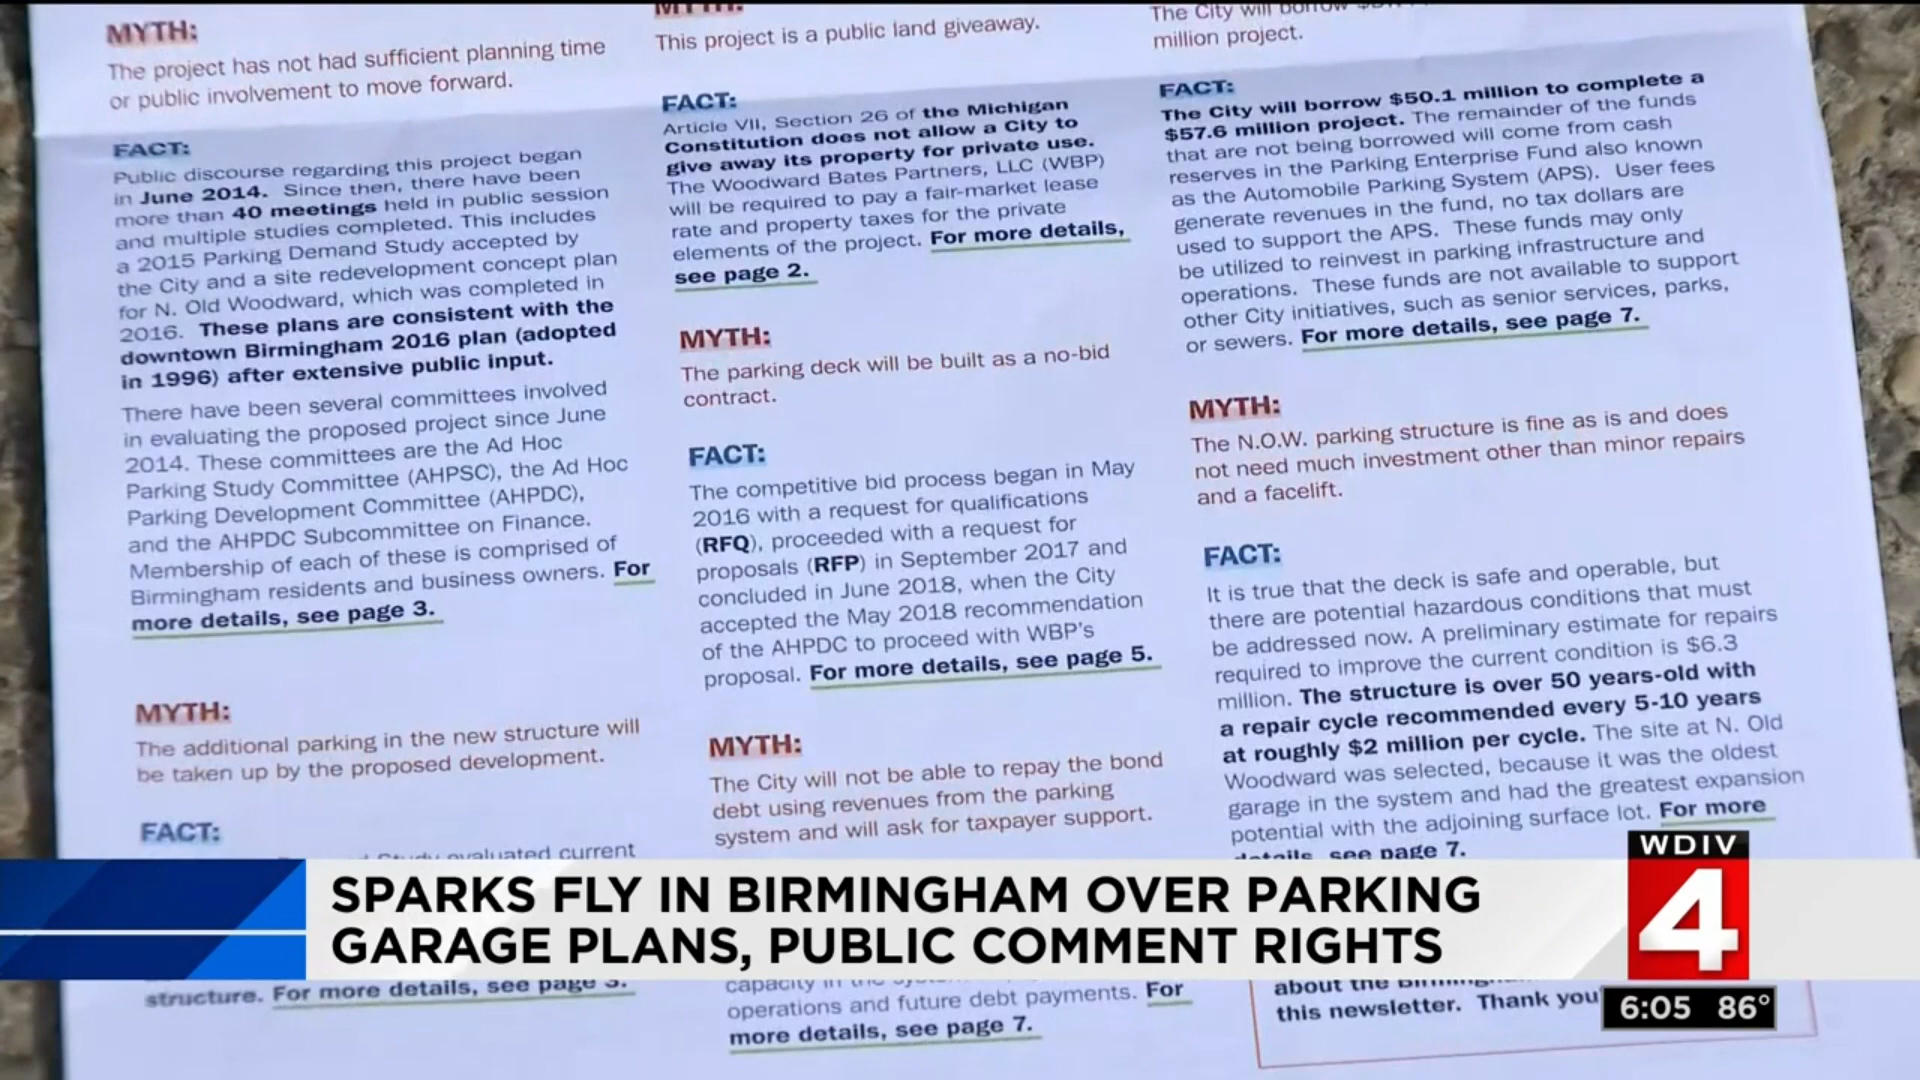 MYTH:
The project has not had sufficient planning time
or public involvement to move forward.
FACT:
Public discourse regarding this project began
in June 2014. Since then, there have been
more than 40 meetings held in public session
and multiple studies completed. This includes
a 2015 Parking Demand Study accepted by
the City and a site redevelopment concept plan
for N. Old Woodward, which was completed in
2016. These plans are consistent with the
downtown Birmingham 2016 plan (adopted
in 1996) after extensive public input.
There have been several committees involved
in evaluating the proposed project since June
2014. These committees are the Ad Hoc
Parking Study Committee (AHPSC), the Ad Hoc
Parking Development Committee (AHPDC),
and the AHPDC Subcommittee on Finance.
Membership of each of these is comprised of
Birmingham residents and business owners. For
more details, see page 3.
MYTH:
The additional parking in the new structure will
be taken up by the proposed development.
FACT:
evaluated current
structure. For more details, see page
MYTH:
This project is a public land giveaway.
FACT:
Article VII, Section 26 of the Michigan
Constitution does not allow a City to
give away its property for private use.
The Woodward Bates Partners, LLC (WBP)
will be required to pay a fair-market lease
rate and property taxes for the private
elements of the project. For more details,
see page 2.
MYTH:
The parking deck will be built as a no-bid
contract.
FACT:
The competitive bid process began in May
2016 with a request for qualifications
(RFQ), proceeded with a request for
proposals (RFP) in September 2017 and
concluded in June 2018, when the City
accepted the May 2018 recommendation
of the AHPDC to proceed with WBP's
proposal. For more details, see page 5.
MYTH:
The City will not be able to repay the bond
debt using revenues from the parking
system and will ask for taxpayer support.
capacity in the
operations and future debt payments. For
more details, see page 7.
The City will borrow
million project.
FACT:
The City will borrow $50.1 million to complete a
$57.6 million project. The remainder of the funds
that are not being borrowed will come from cash
reserves in the Parking Enterprise Fund also known
as the Automobile Parking System (APS). User fees
generate revenues in the fund, no tax dollars are
used to support the APS. These funds may only
be utilized to reinvest in parking infrastructure and
operations. These funds are not available to support
other City initiatives, such as senior services, parks,
or sewers. For more details, see page 7.
MYTH:
The N.O.W. parking structure is fine as is and does
not need much investment other than minor repairs
and a facelift.
FACT:
It is true that the deck is safe and operable, but
there are potential hazardous conditions that must
be addressed now. A preliminary estimate for repairs
required to improve the current condition is $6.3
million. The structure is over 50 years-old with
a repair cycle recommended every 5-10 years
at roughly $2 million per cycle. The site at N. Old
Woodward was selected, because it was the oldest
garage in the system and had the greatest expansion
potential with the adjoining surface lot. For more
details, see page 7.
about the
this newsletter. Thank you
SPARKS FLY IN BIRMINGHAM OVER PARKING
GARAGE PLANS, PUBLIC COMMENT RIGHTS
WDIV
4
6:05 86°